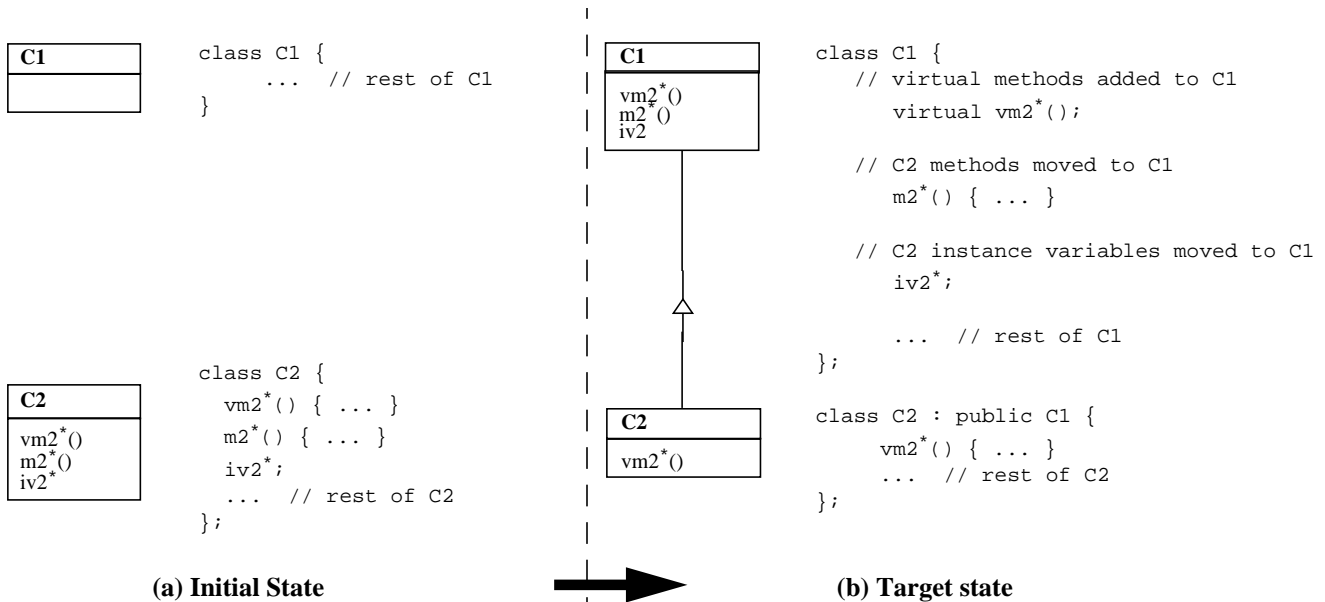 C1
class C1 {
... // rest of C1
}
C2
vm2*()
m2*()
iv2*
class C2 {
vm2*() { ... }
m2*() { ... }
iv2*;
... // rest of C2
};
(a) Initial State
C1
vm2*()
m2*()
iv2
class C1 {
// virtual methods added to C1
virtual vm2*();
// C2 methods moved to C1
m2*() { ... }
// C2 instance variables moved to C1
iv2*;
... // rest of C1
};
C2
vm2*()
class C2 : public C1 {
vm2*() { ... }
... // rest of C2
};
(b) Target state